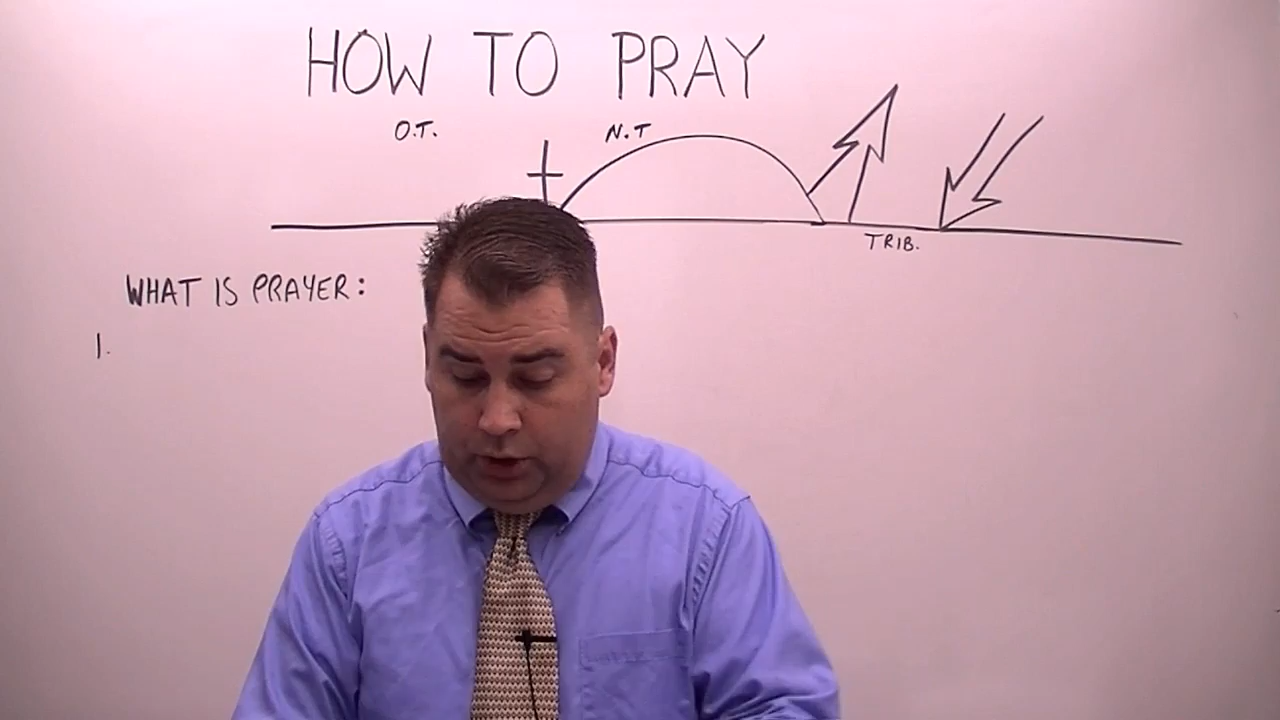 HOW TO PRAY
O.T. N.T
TRIB.
WHAT IS PRAYER:
1.